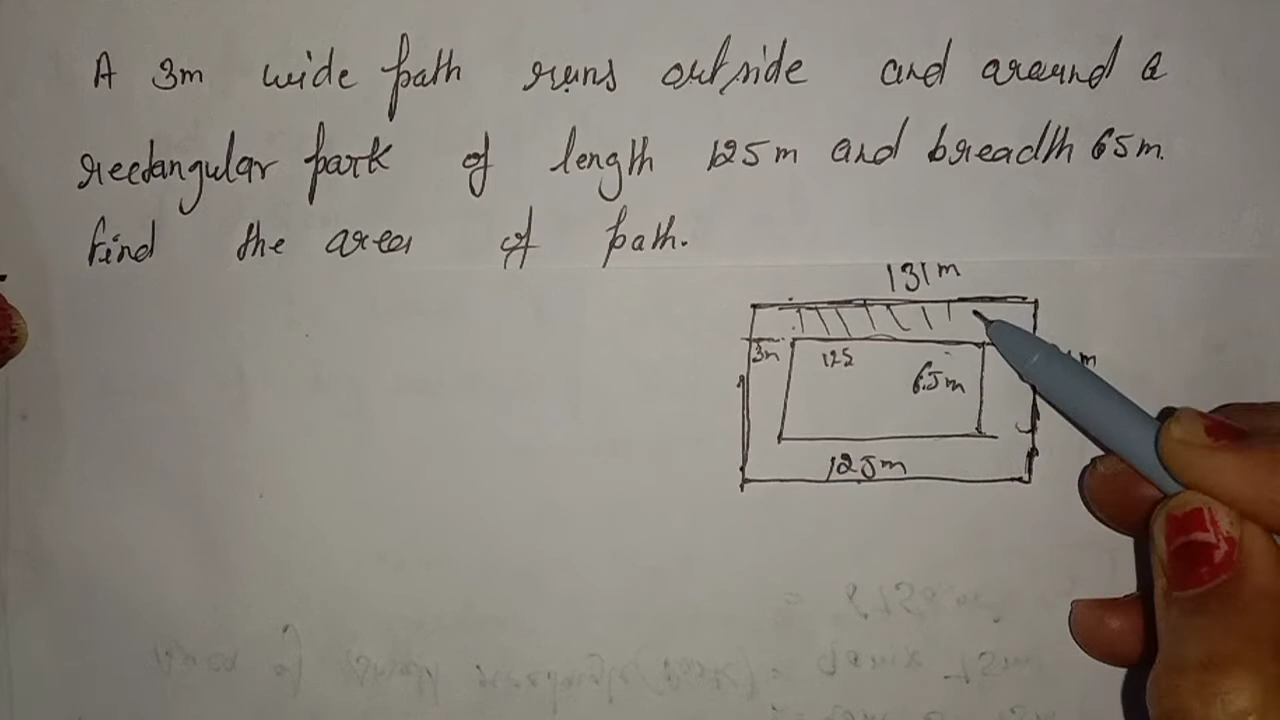 A 3m wide path runs outside and around a
rectangular park of length 125m and breadth 65m.
find the area of path.
131m
3m
125
65m
m
125m